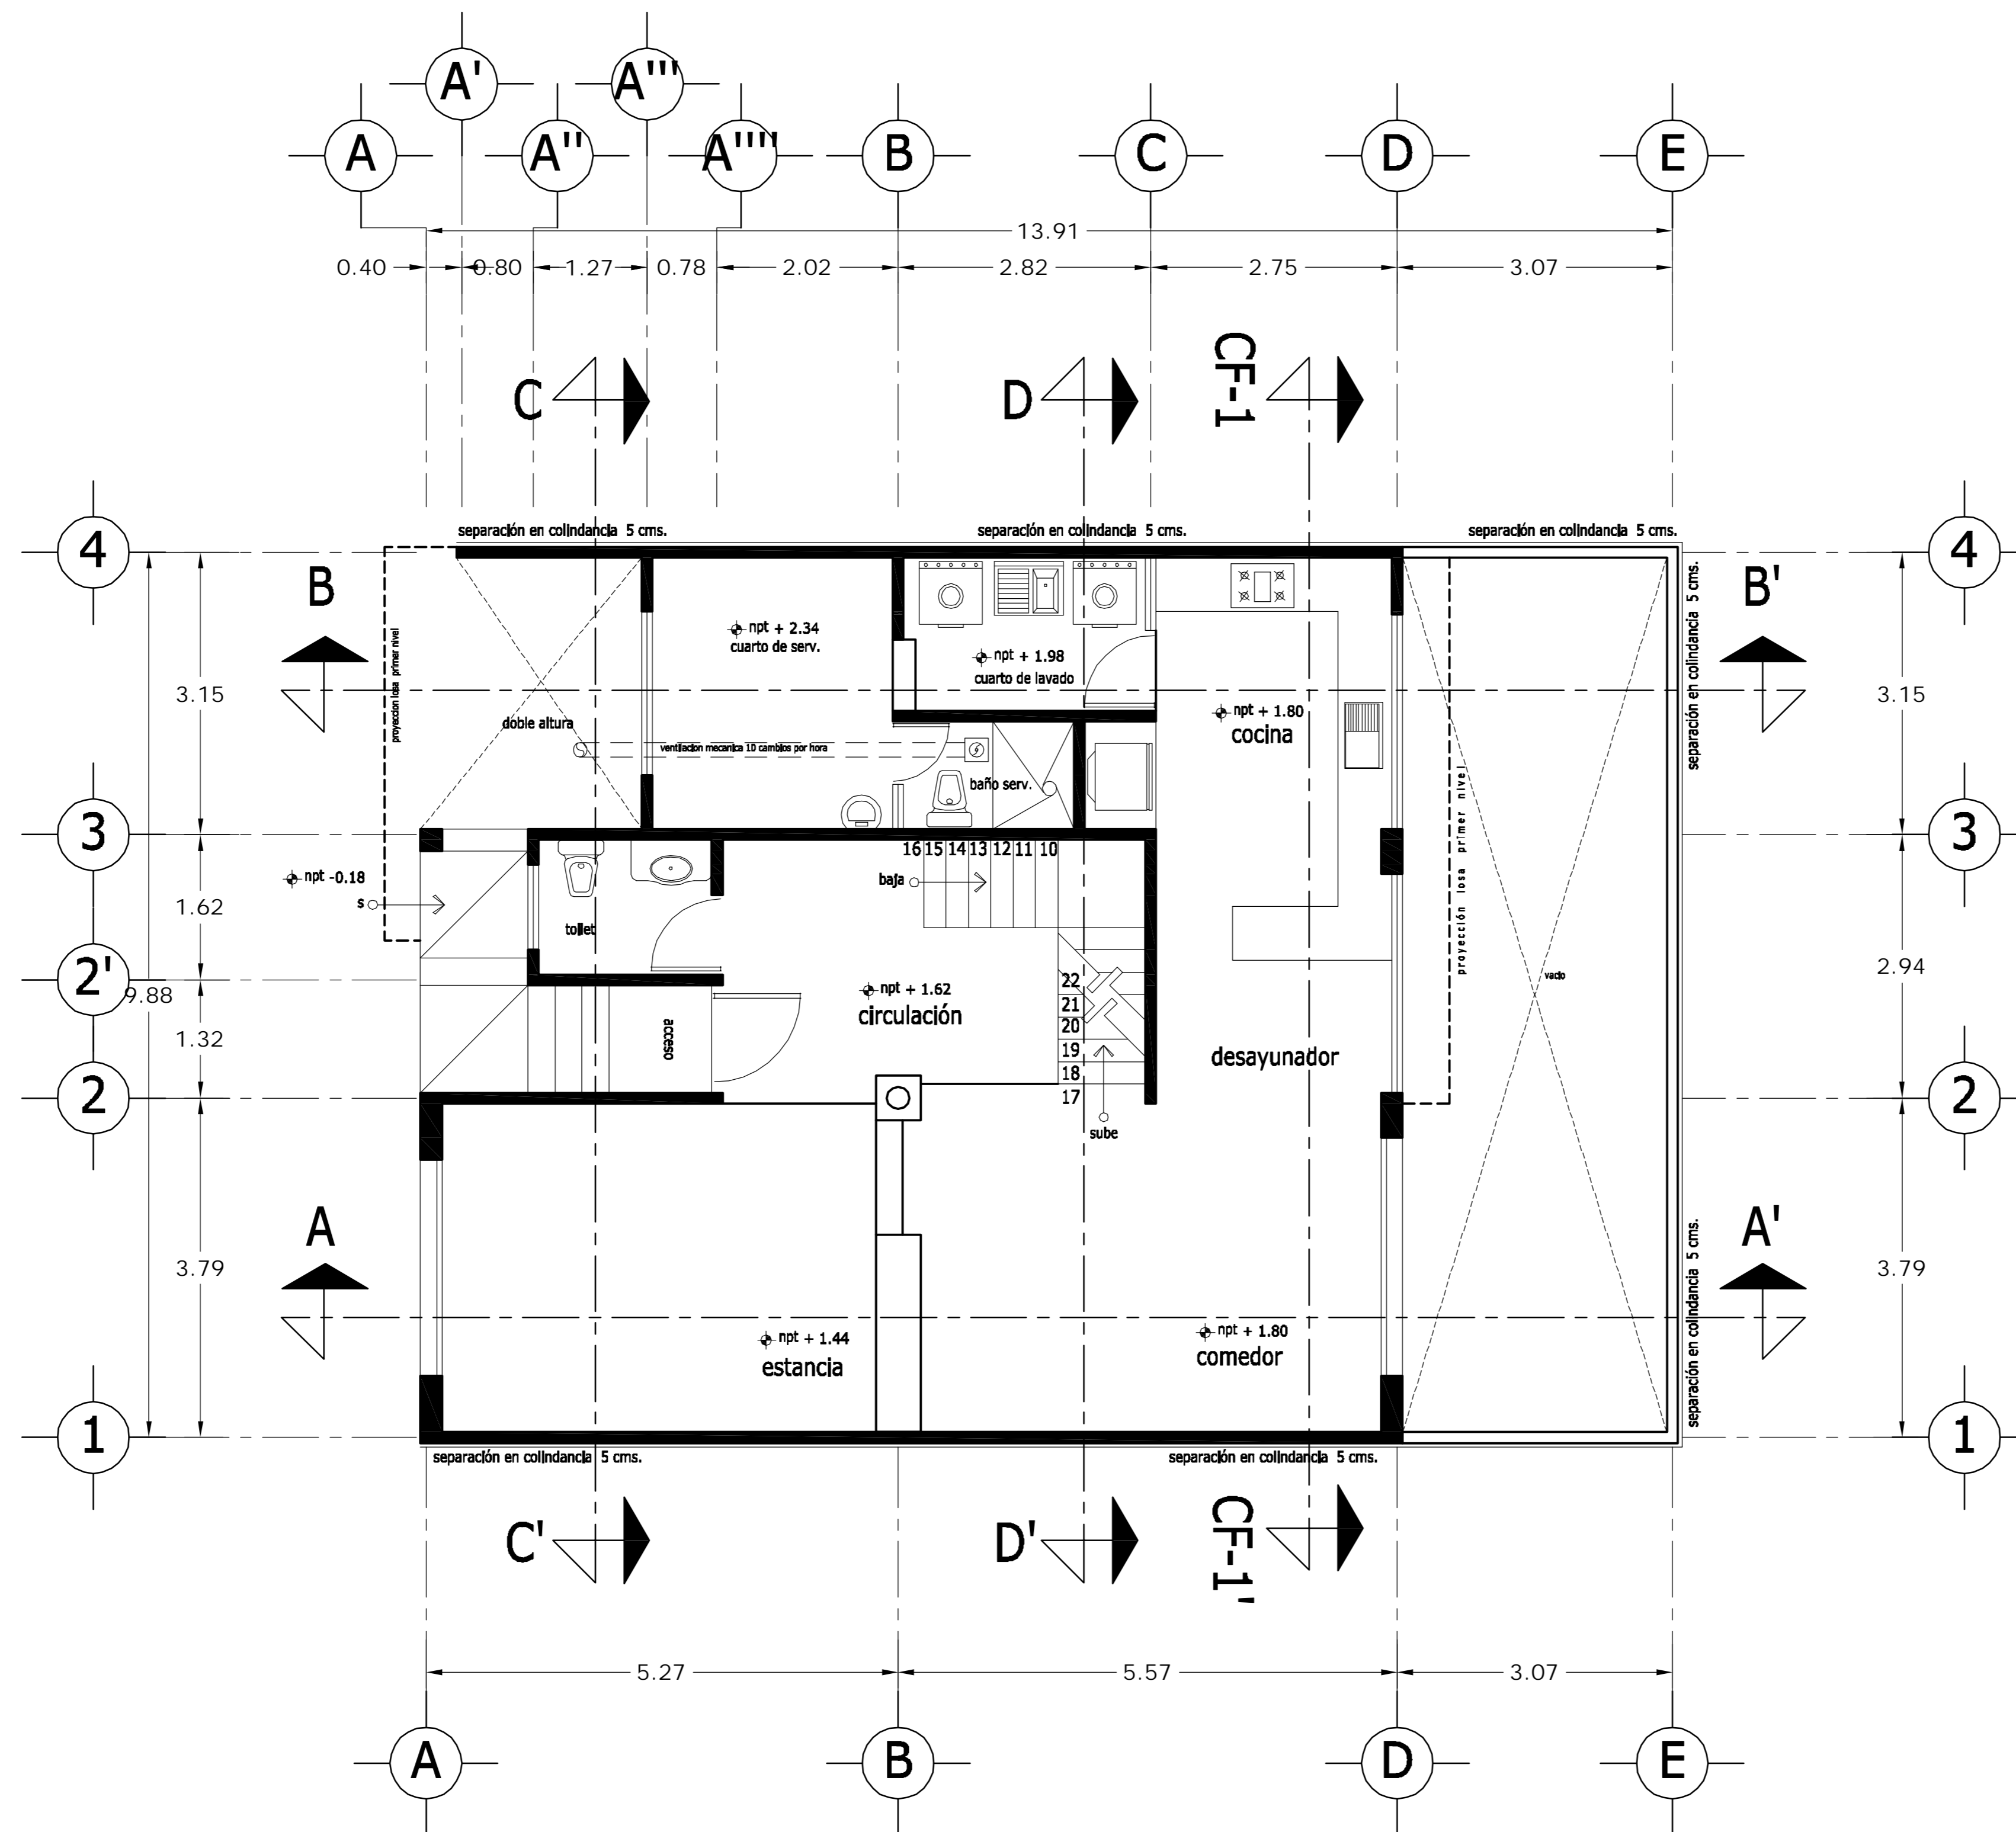 A' A'''
A A'' A'''' B C D E
13.91
0.40 0.80 1.27 0.78 2.02 2.82 2.75 3.07
C D CF-1
separación en colindancia 5 cms. separación en colindancia 5 cms. separación en colindancia 5 cms.
4 4
B B'
separación en colindancia 5 cms.
proyeccion losa primer nivel
npt + 2.34
cuarto de serv.
npt + 1.98
cuarto de lavado
3.15 3.15
doble altura
npt + 1.80
cocina
ventilacion mecanica 10 cambios por hora
baño serv.
proyección losa primer nivel
3 3
16 15 14 13 12 11 10
npt -0.18
baja
s
1.62
toilet
2.94
vacio
2'
9.88
22
npt + 1.62
circulación
21
20
acceso
1.32
19
desayunador
18
2 17 2
sube
A A'
separación en colindancia 5 cms.
3.79 3.79
npt + 1.44
estancia
npt + 1.80
comedor
1 1
separación en colindancia 5 cms. separación en colindancia 5 cms.
C' D' CF-1'
5.27 5.57 3.07
A B D E